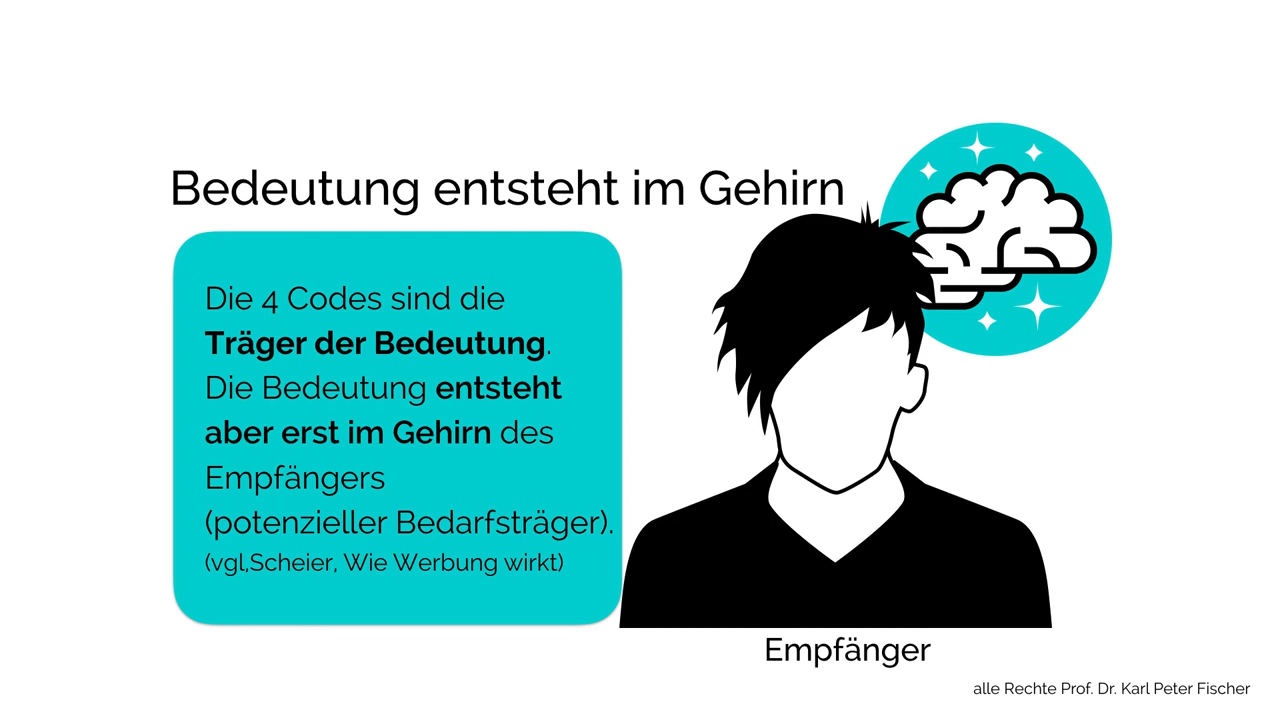 Bedeutung entsteht im Gehirn
Die 4 Codes sind die
Träger der Bedeutung.
Die Bedeutung entsteht
aber erst im Gehirn des
Empfängers
(potenzieller Bedarfsträger).
(vgl,Scheier, Wie Werbung wirkt)
Empfänger
alle Rechte Prof. Dr. Karl Peter Fischer